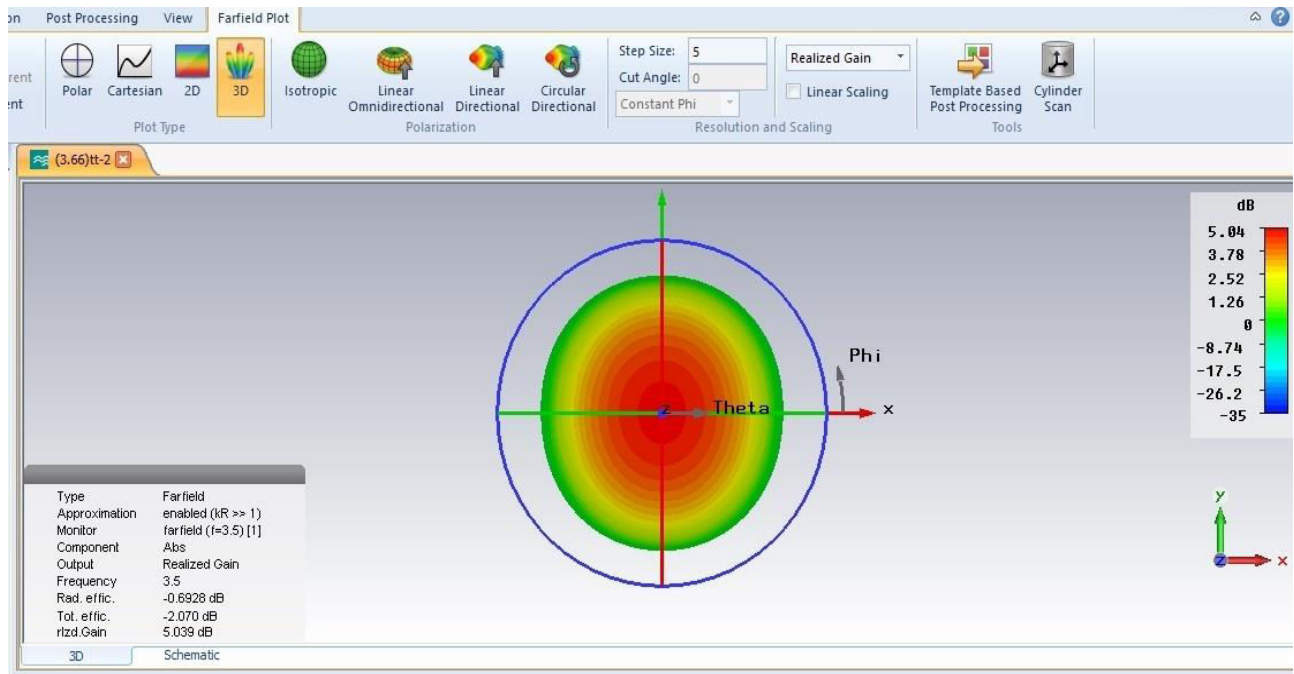 on Post Processing View Farfield Plot
rent
ent
Polar Cartesian 2D 3D
Plot Type
Isotropic Linear Omnidirectional Linear Directional Circular Directional
Polarization
Step Size: 5
Cut Angle: 0
Constant Phi
Realized Gain
Linear Scaling
Resolution and Scaling
Template Based Post Processing Cylinder Scan
Tools
(3.66)tt-2
dB
5.04
3.78
2.52
1.26
0
-8.74
-17.5
-26.2
-35
Phi
z Theta x
y
z x
Type Farfield
Approximation enabled (kR >> 1)
Monitor farfield (f=3.5) [1]
Component Abs
Output Realized Gain
Frequency 3.5
Rad. effic. -0.6928 dB
Tot. effic. -2.070 dB
rlzd.Gain 5.039 dB
3D Schematic